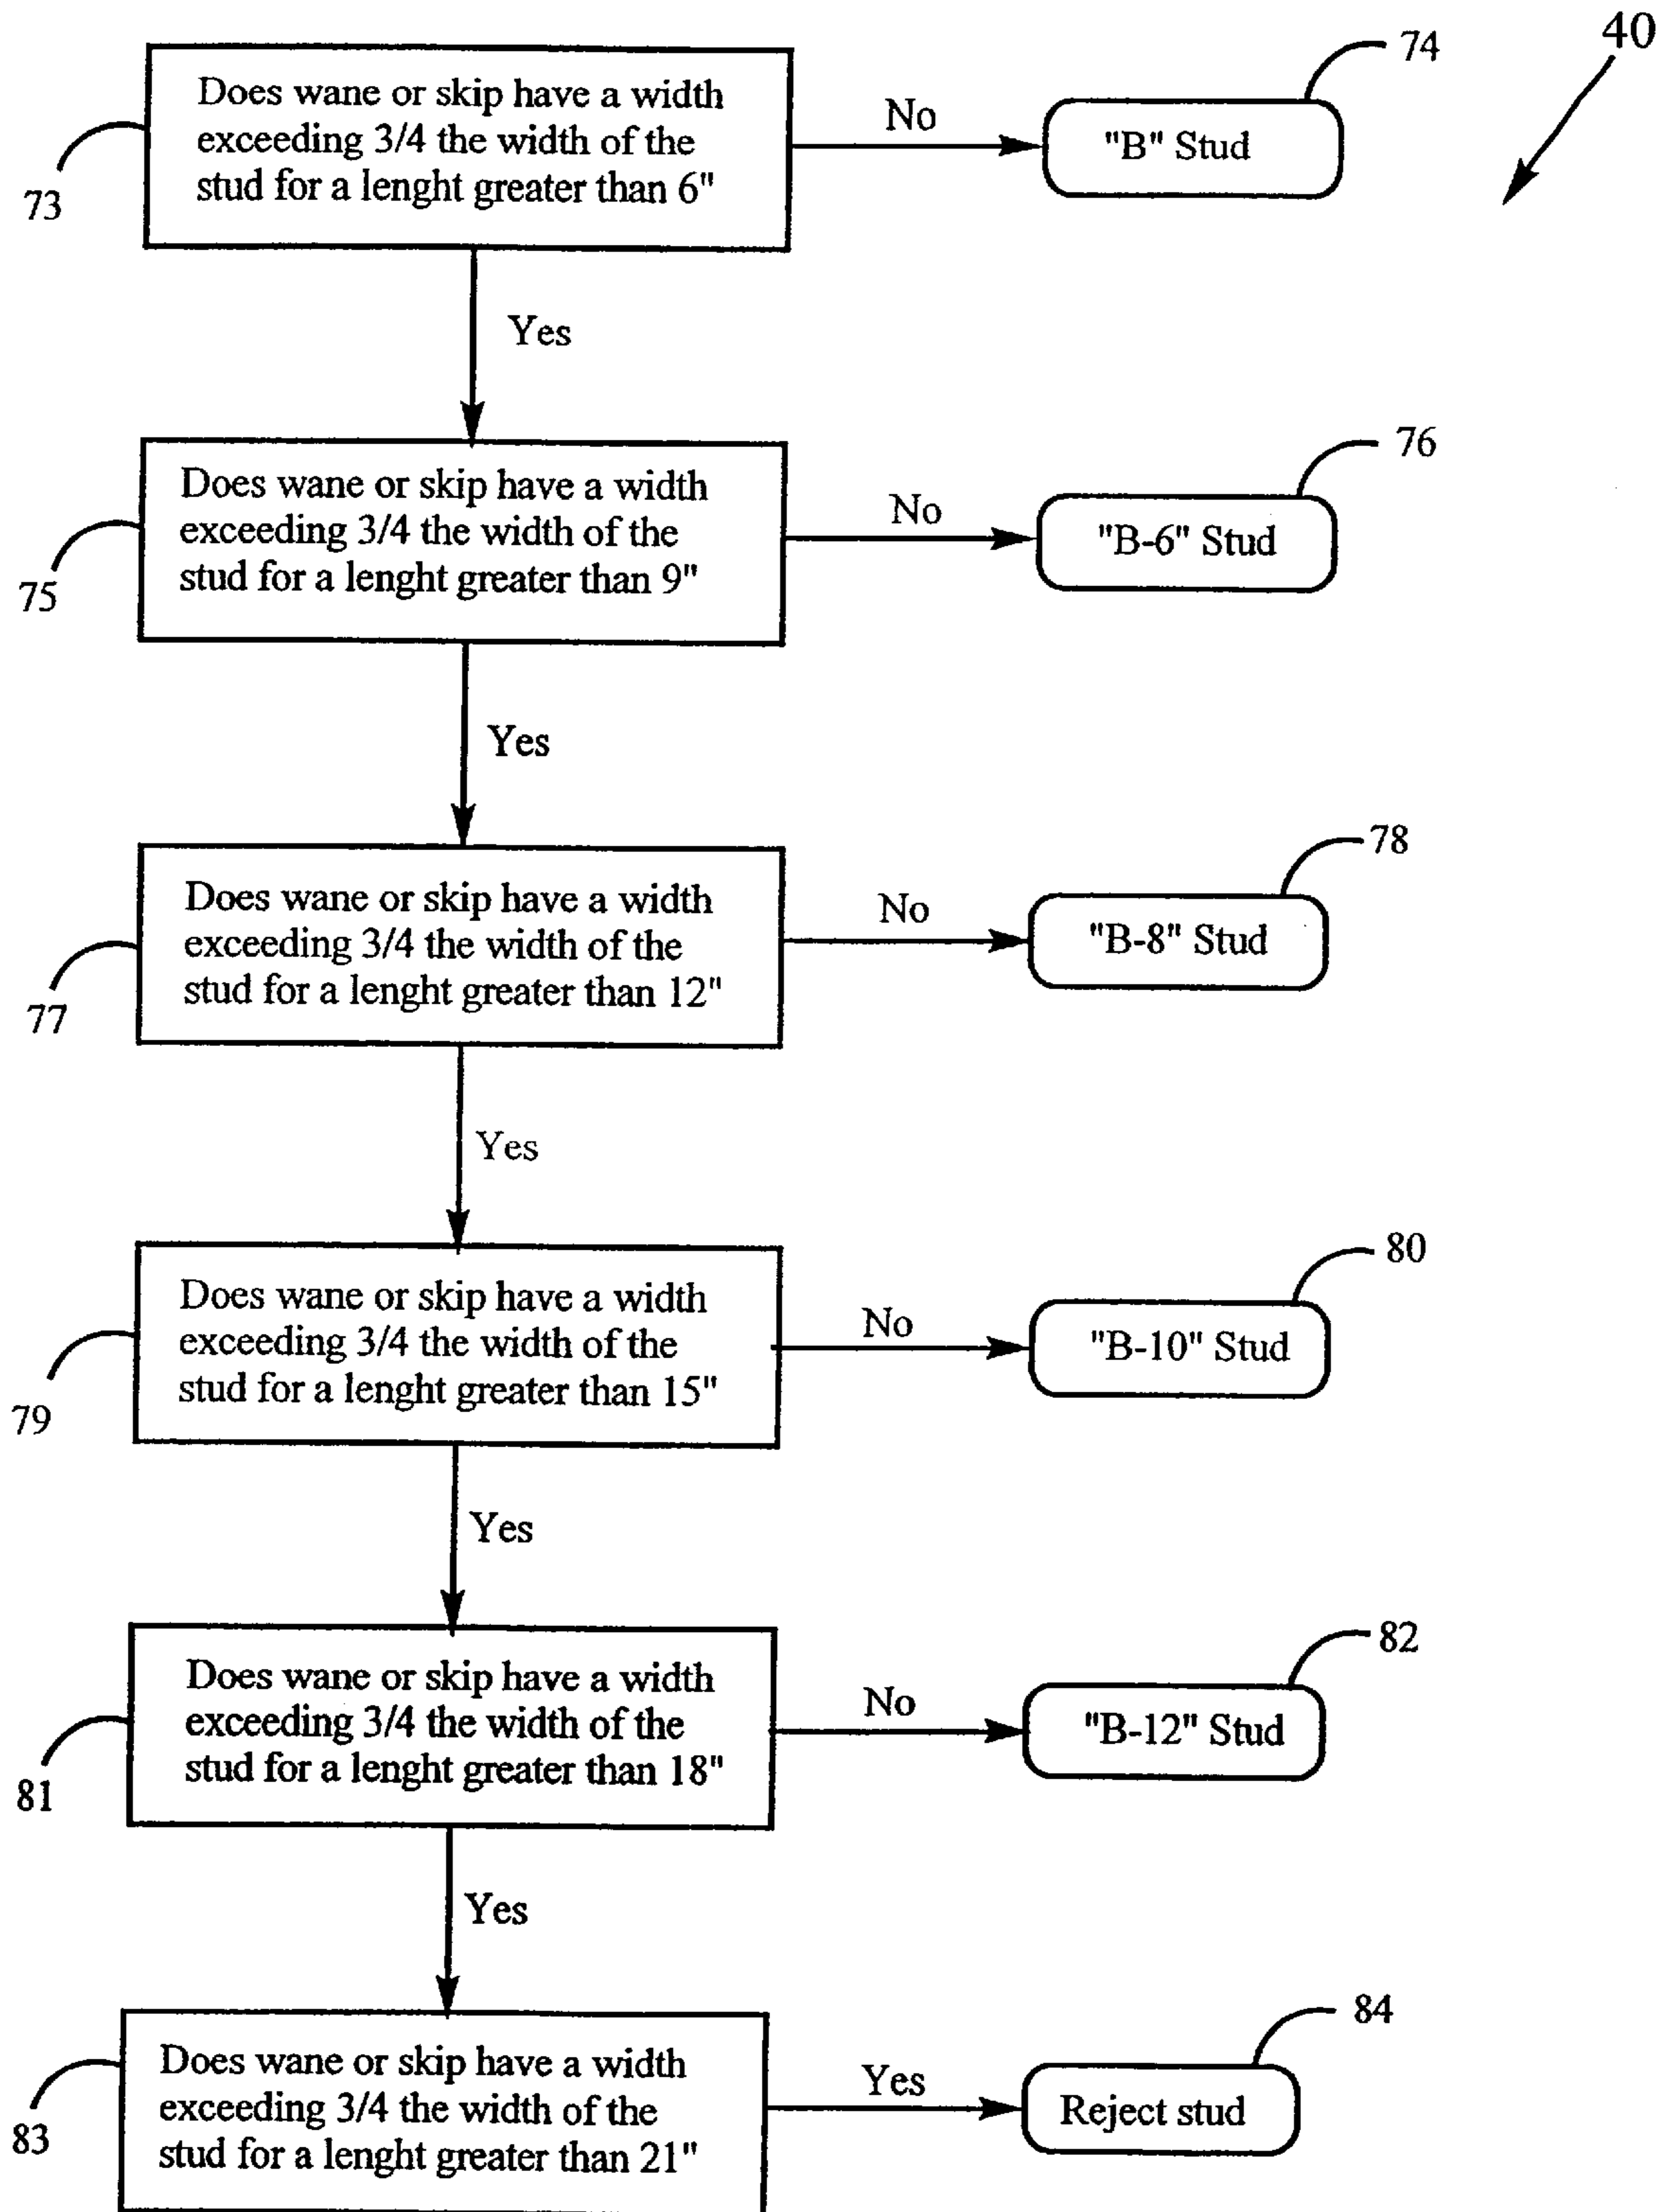 40
74
Does wane or skip have a width
exceeding 3/4 the width of the
stud for a lenght greater than 6"
No
"B" Stud
73
Yes
76
Does wane or skip have a width
exceeding 3/4 the width of the
stud for a lenght greater than 9"
No
"B-6" Stud
75
Yes
78
Does wane or skip have a width
exceeding 3/4 the width of the
stud for a lenght greater than 12"
No
"B-8" Stud
77
Yes
80
Does wane or skip have a width
exceeding 3/4 the width of the
stud for a lenght greater than 15"
No
"B-10" Stud
79
Yes
82
Does wane or skip have a width
exceeding 3/4 the width of the
stud for a lenght greater than 18"
No
"B-12" Stud
81
Yes
84
Does wane or skip have a width
exceeding 3/4 the width of the
stud for a lenght greater than 21"
Yes
Reject stud
83